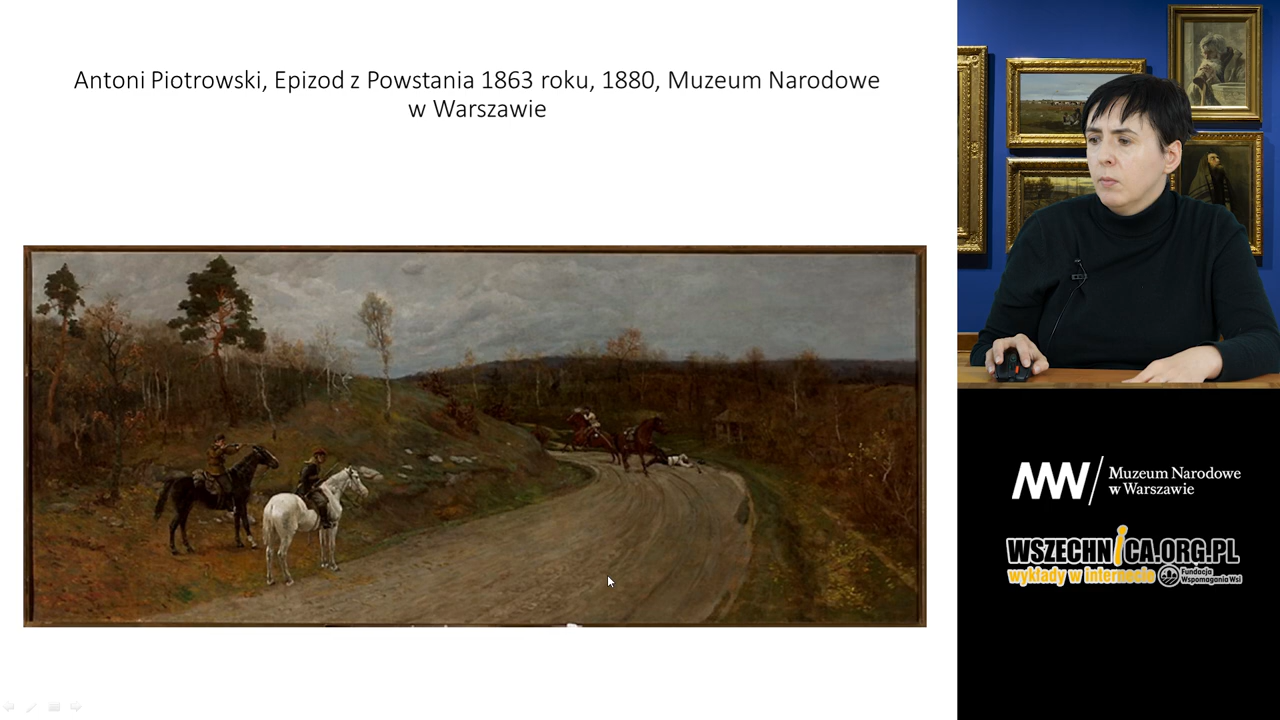 Antoni Piotrowski, Epizod z Powstania 1863 roku, 1880, Muzeum Narodowe
w Warszawie
MNW
Muzeum Narodowe
w Warszawie
WSZECHNiCA.ORG.PL
wykłady w internecie
Fundacja
Wspomagania Wsi